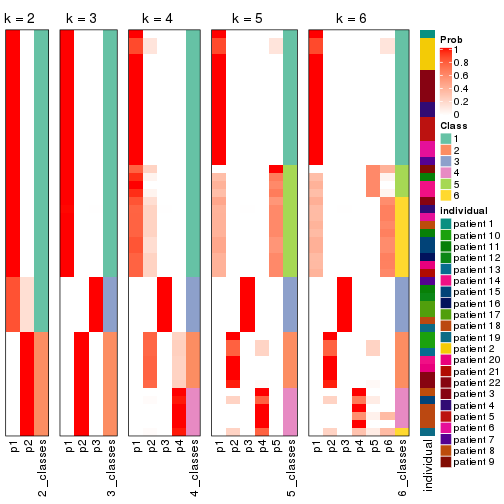 k = 2
k = 3
k = 4
k = 5
k = 6
p1
p2
2_classes
p1
p2
p3
3_classes
p1
p2
p3
p4
4_classes
p1
p2
p3
p4
p5
5_classes
p1
p2
p3
p4
p5
p6
6_classes
individual
Prob
1
0.8
0.6
0.4
0.2
0
Class
1
2
3
4
5
6
individual
patient 1
patient 10
patient 11
patient 12
patient 13
patient 14
patient 15
patient 16
patient 17
patient 18
patient 19
patient 2
patient 20
patient 21
patient 22
patient 3
patient 4
patient 5
patient 6
patient 7
patient 8
patient 9